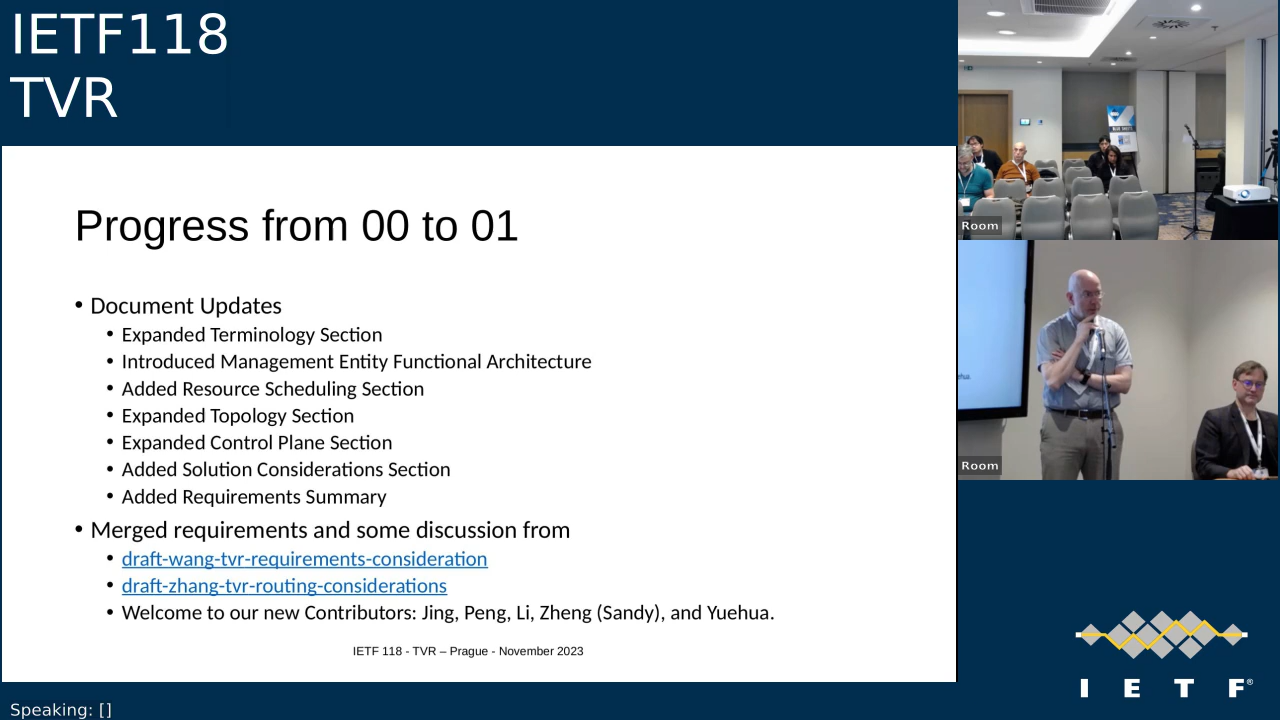 IETF118
TVR
Progress from 00 to 01
• Document Updates
• Expanded Terminology Section
• Introduced Management Entity Functional Architecture
• Added Resource Scheduling Section
• Expanded Topology Section
• Expanded Control Plane Section
• Added Solution Considerations Section
• Added Requirements Summary
• Merged requirements and some discussion from
• draft-wang-tvr-requirements-consideration
• draft-zhang-tvr-routing-considerations
• Welcome to our new Contributors: Jing, Peng, Li, Zheng (Sandy), and Yuehua.
IETF 118 - TVR – Prague - November 2023
Speaking: []
Room
Room
I E T F®